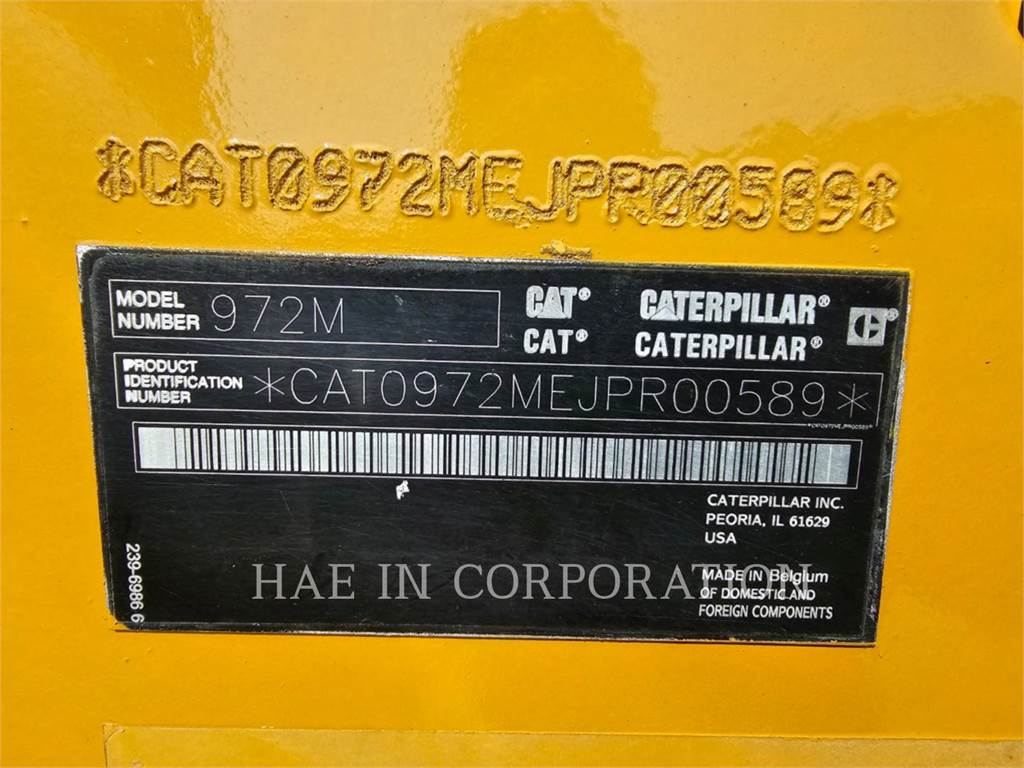 *CAT0972MEJPR00589*
MODEL NUMBER 972M
CAT® CATERPILLAR®
CAT® CATERPILLAR®
C®
PRODUCT IDENTIFICATION NUMBER *CAT0972MEJPR00589*
*CAT0972MEJPR00589*
CATERPILLAR INC.
PEORIA, IL 61629
USA
239-6986 6
HAE IN CORPORATION
MADE IN Belgium
OF DOMESTIC AND
FOREIGN COMPONENTS